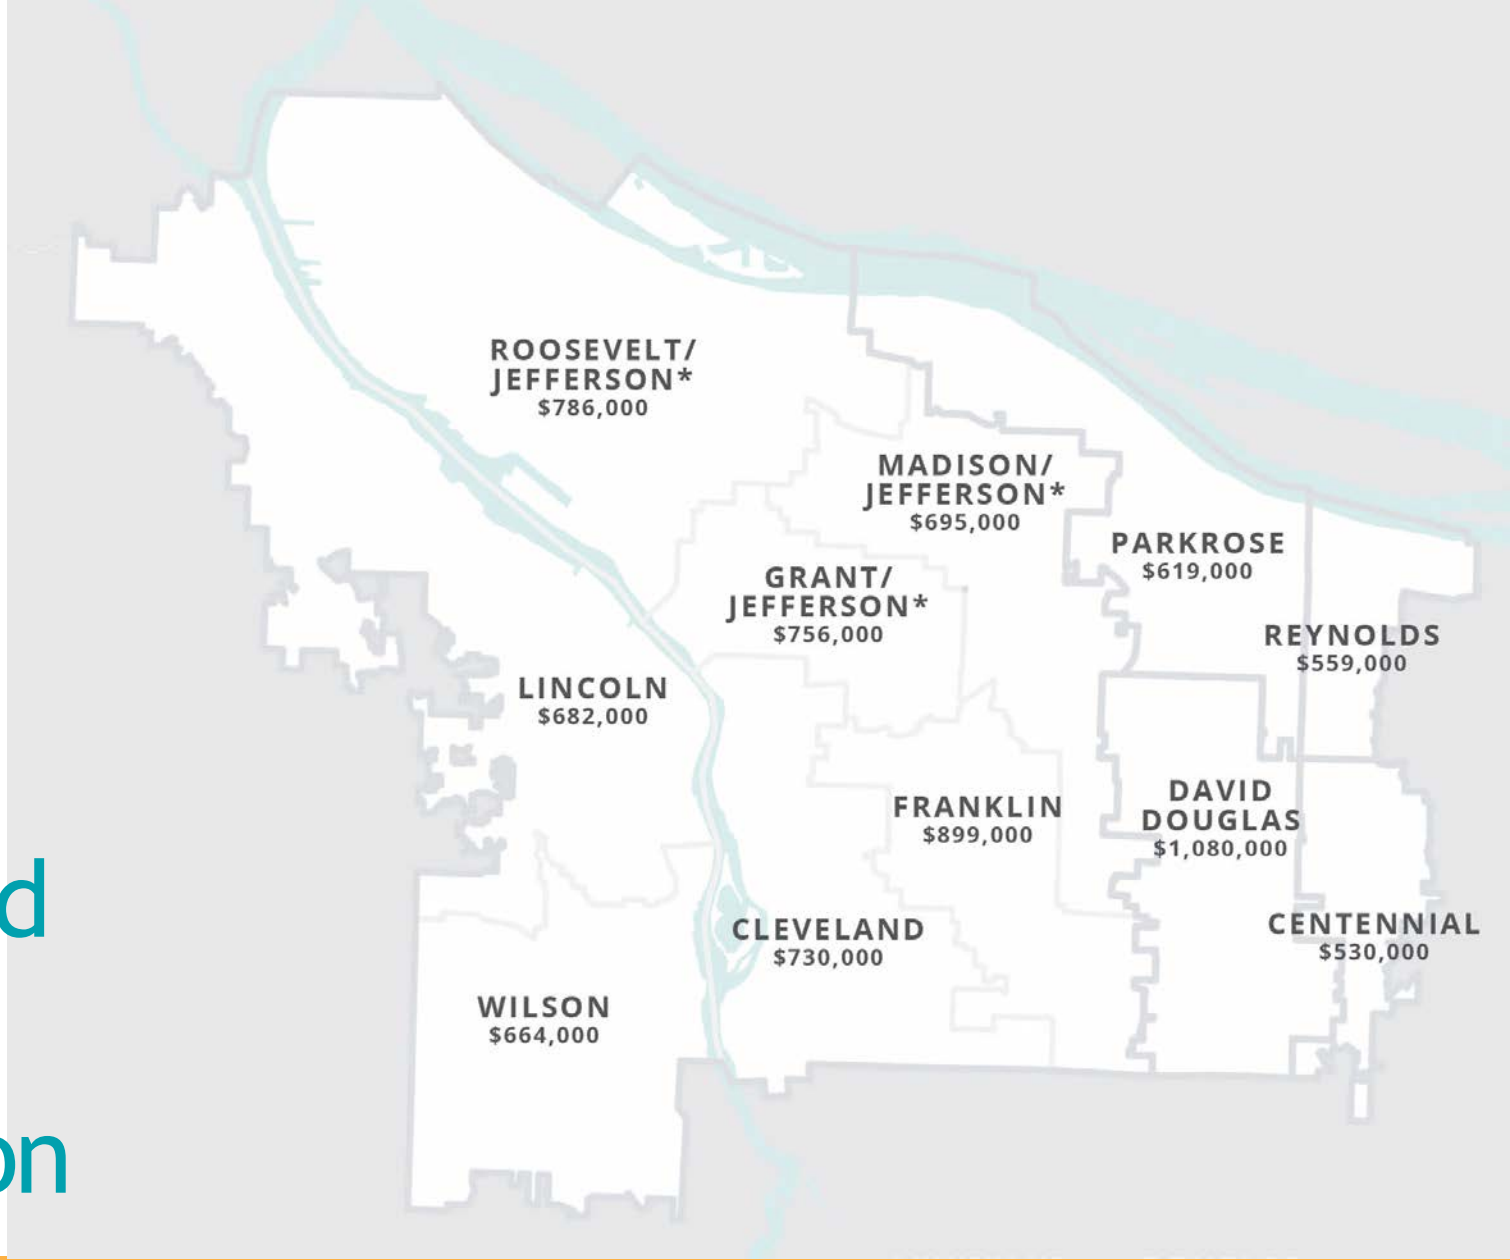 ROOSEVELT/
JEFFERSON*
$786,000
MADISON/
JEFFERSON*
$695,000
PARKROSE
$619,000
GRANT/
JEFFERSON*
$756,000
REYNOLDS
$559,000
LINCOLN
$682,000
FRANKLIN
$899,000
DAVID
DOUGLAS
$1,080,000
CLEVELAND
$730,000
CENTENNIAL
$530,000
WILSON
$664,000
d
on